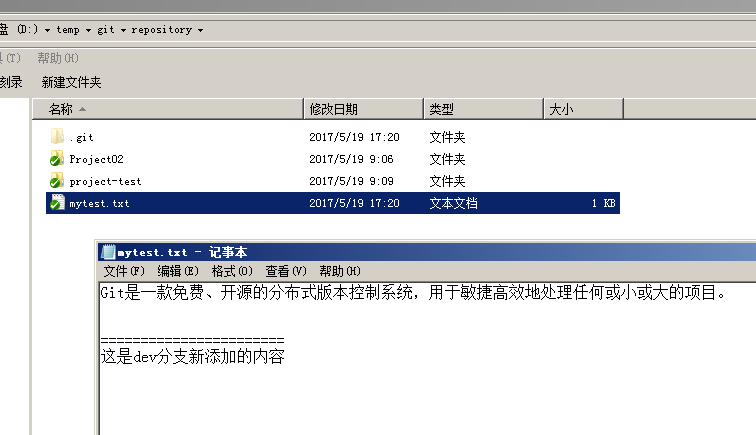 盘 (D:) temp git repository
(T) 帮助(H)
刻录 新建文件夹
名称 修改日期 类型 大小
.git 2017/5/19 17:20 文件夹
Project02 2017/5/19 9:06 文件夹
project-test 2017/5/19 9:09 文件夹
mytest.txt 2017/5/19 17:20 文本文档 1 KB
mytest.txt - 记事本
文件(F) 编辑(E) 格式(O) 查看(V) 帮助(H)
Git是一款免费、开源的分布式版本控制系统，用于敏捷高效地处理任何或小或大的项目。
=======================
这是dev分支新添加的内容